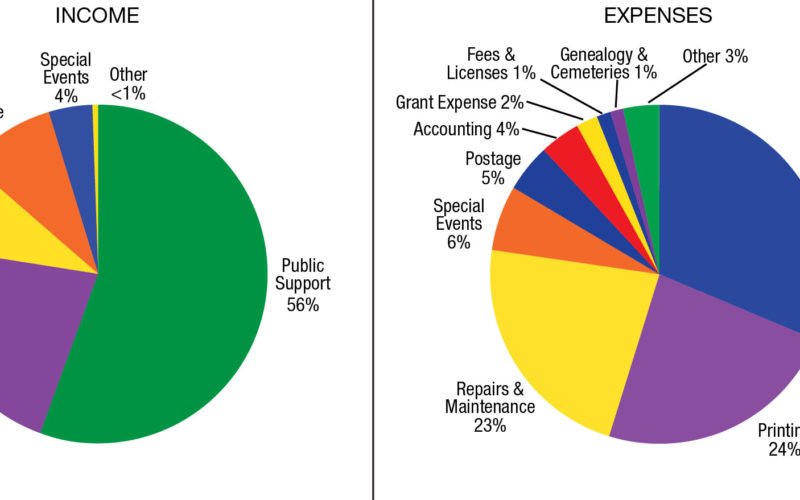 INCOME
Special
Events
4%
Other
<1%
Public
Support
56%
EXPENSES
Fees &
Licenses 1%
Genealogy &
Cemeteries 1%
Other 3%
Grant Expense 2%
Accounting 4%
Postage
5%
Special
Events
6%
Repairs &
Maintenance
23%
24%